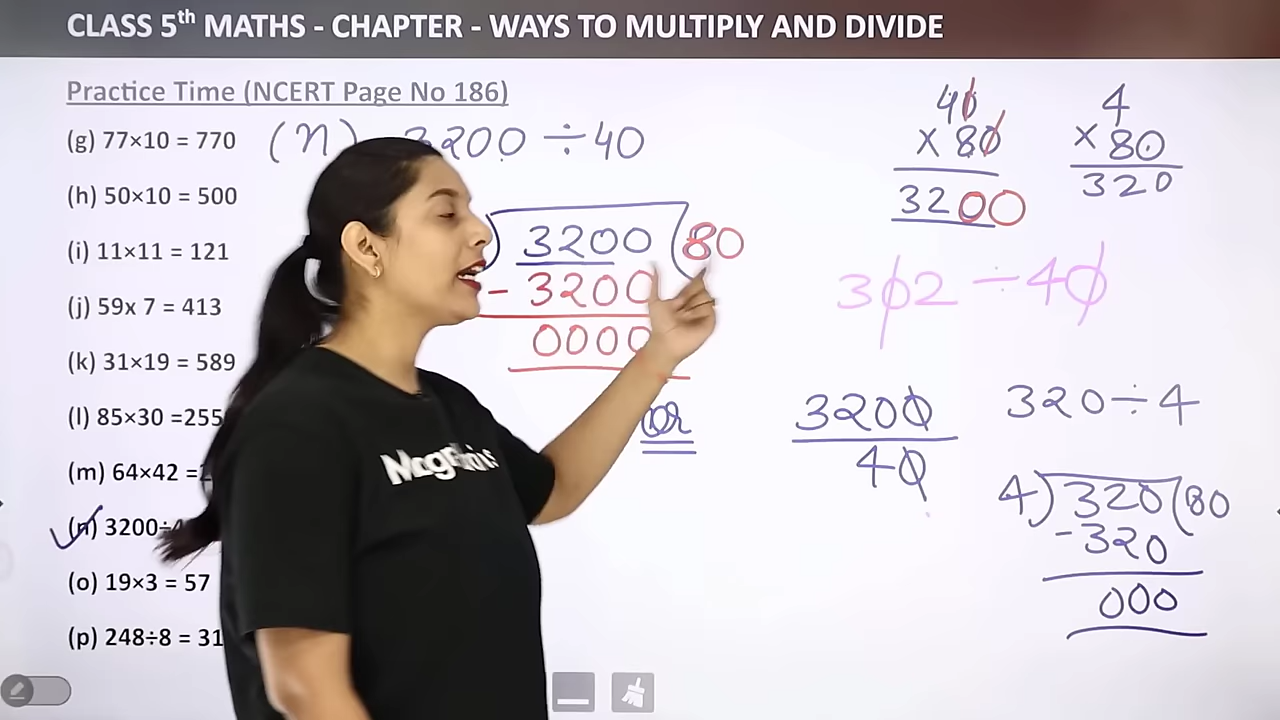 CLASS 5th MATHS - CHAPTER - WAYS TO MULTIPLY AND DIVIDE
Practice Time (NCERT Page No 186)
(g) 77×10 = 770
(h) 50×10 = 500
(i) 11×11 = 121
(j) 59x 7 = 413
(k) 31×19 = 589
(l) 85×30 =255
(m) 64×42 =
(n) 3200÷4
(o) 19×3 = 57
(p) 248÷8 = 31
(n) 3200 ÷ 40
3200 ( 80
- 3200
0000
or
40
× 80
3200
4
× 80
320
302 ÷ 40
3200
40
320 ÷ 4
4) 320 (80
-320
000